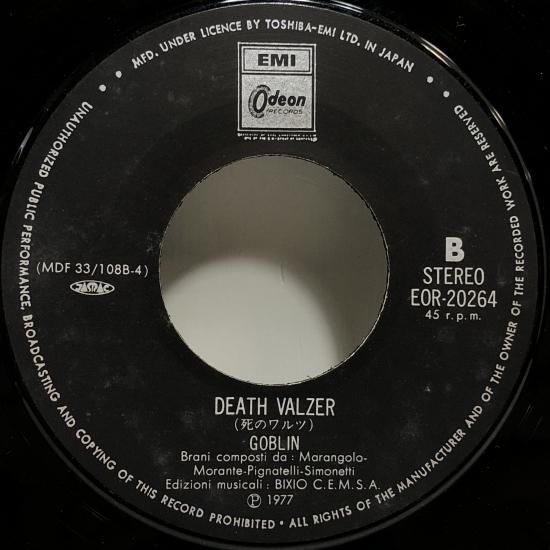 MFD. UNDER LICENCE BY TOSHIBA-EMI LTD. IN JAPAN
EMI
Odeon
RECORDS
(MDF 33/108B-4)
JASRAC
B
STEREO
EOR-20264
45 r.p.m.
DEATH VALZER
(死のワルツ)
GOBLIN
Brani composti da : Marangolo-
Morante-Pignatelli-Simonetti
Edizioni musicali : BIXIO C.E.M.S.A.
Ⓟ 1977
UNAUTHORIZED PUBLIC PERFORMANCE, BROADCASTING AND COPYING OF THIS RECORD PROHIBITED • ALL RIGHTS OF THE MANUFACTURER AND OF THE OWNER OF THE RECORDED WORK ARE RESERVED